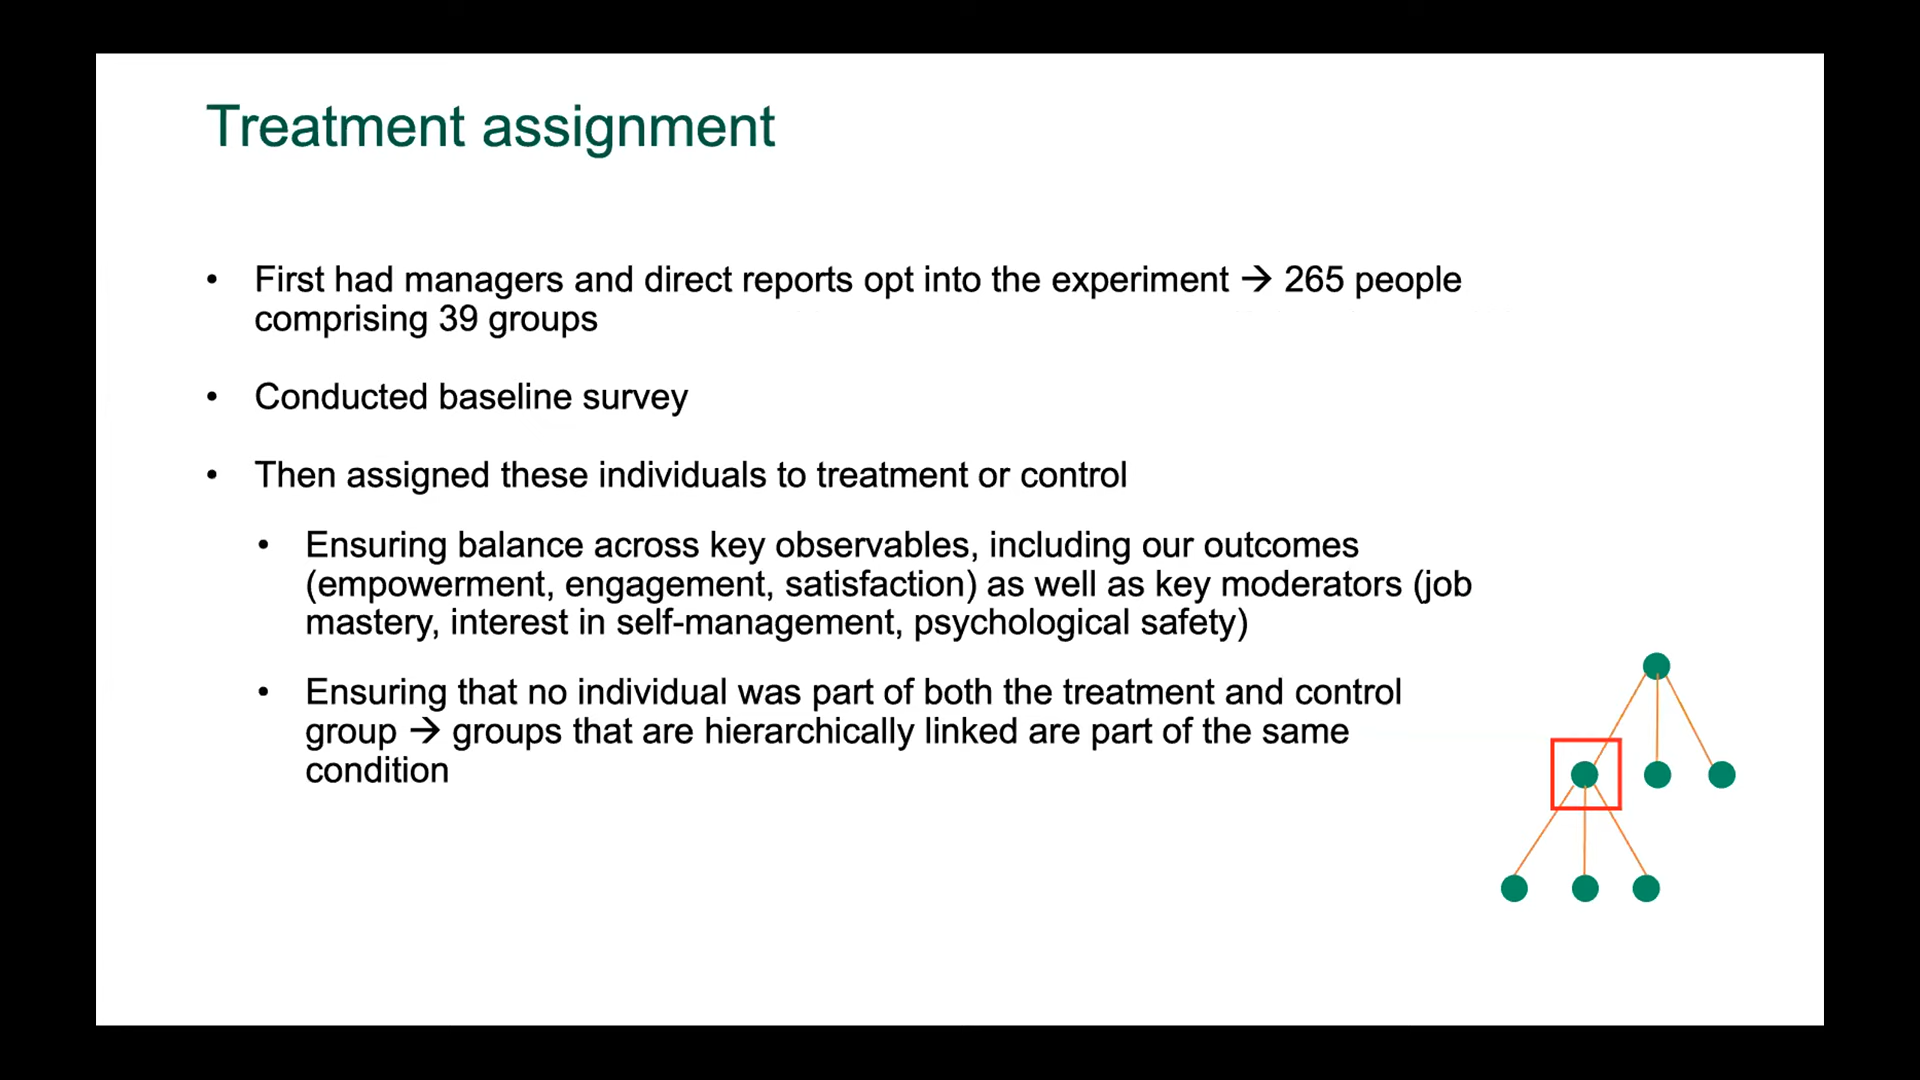 Treatment assignment
• First had managers and direct reports opt into the experiment → 265 people
comprising 39 groups
• Conducted baseline survey
• Then assigned these individuals to treatment or control
• Ensuring balance across key observables, including our outcomes
(empowerment, engagement, satisfaction) as well as key moderators (job
mastery, interest in self-management, psychological safety)
• Ensuring that no individual was part of both the treatment and control
group → groups that are hierarchically linked are part of the same
condition